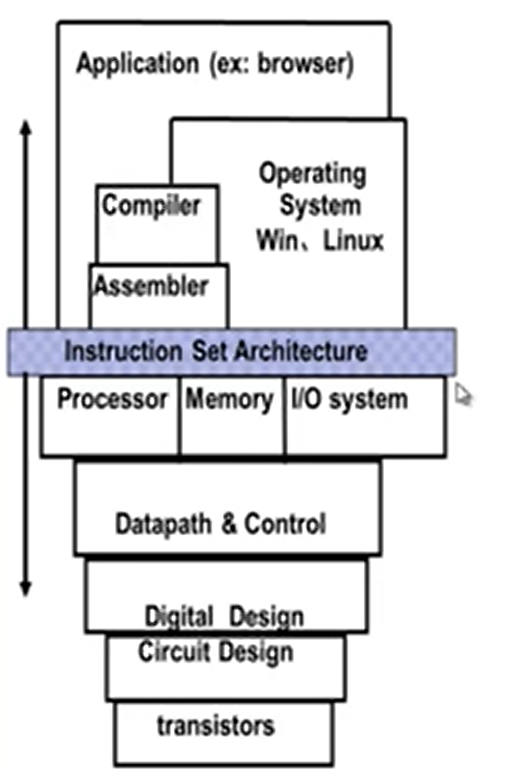 Application (ex: browser)
Operating
System
Win、Linux
Compiler
Assembler
Instruction Set Architecture
Processor Memory I/O system
Datapath & Control
Digital Design
Circuit Design
transistors